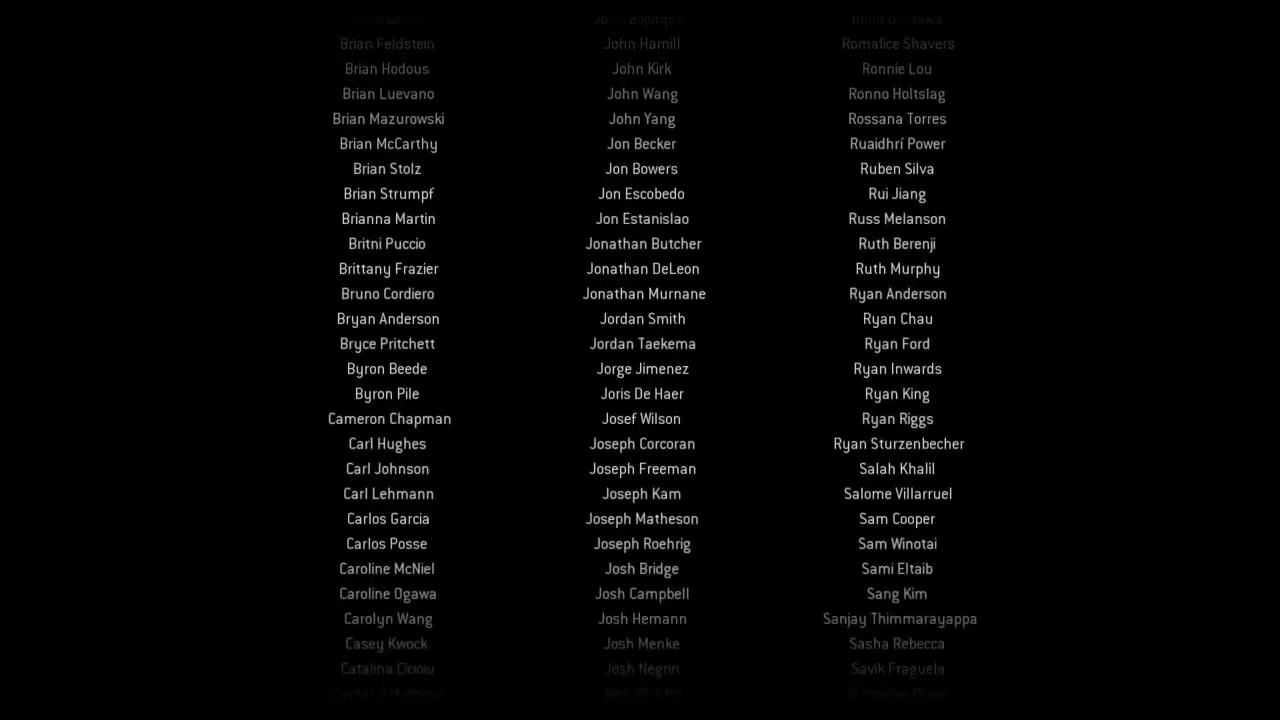 Brian Feldstein John Hamill Romalice Shavers
Brian Hodous John Kirk Ronnie Lou
Brian Luevano John Wang Ronno Holtslag
Brian Mazurowski John Yang Rossana Torres
Brian McCarthy Jon Becker Ruaidhrí Power
Brian Stolz Jon Bowers Ruben Silva
Brian Strumpf Jon Escobedo Rui Jiang
Brianna Martin Jon Estanislao Russ Melanson
Britni Puccio Jonathan Butcher Ruth Berenji
Brittany Frazier Jonathan DeLeon Ruth Murphy
Bruno Cordiero Jonathan Murnane Ryan Anderson
Bryan Anderson Jordan Smith Ryan Chau
Bryce Pritchett Jordan Taekema Ryan Ford
Byron Beede Jorge Jimenez Ryan Inwards
Byron Pile Joris De Haer Ryan King
Cameron Chapman Josef Wilson Ryan Riggs
Carl Hughes Joseph Corcoran Ryan Sturzenbecher
Carl Johnson Joseph Freeman Salah Khalil
Carl Lehmann Joseph Kam Salome Villarruel
Carlos Garcia Joseph Matheson Sam Cooper
Carlos Posse Joseph Roehrig Sam Winotai
Caroline McNiel Josh Bridge Sami Eltaib
Caroline Ogawa Josh Campbell Sang Kim
Carolyn Wang Josh Hemann Sanjay Thimmarayappa
Casey Kwock Josh Menke Sasha Rebecca
Catalina Cicioiu Josh Negrin Savik Fraguela